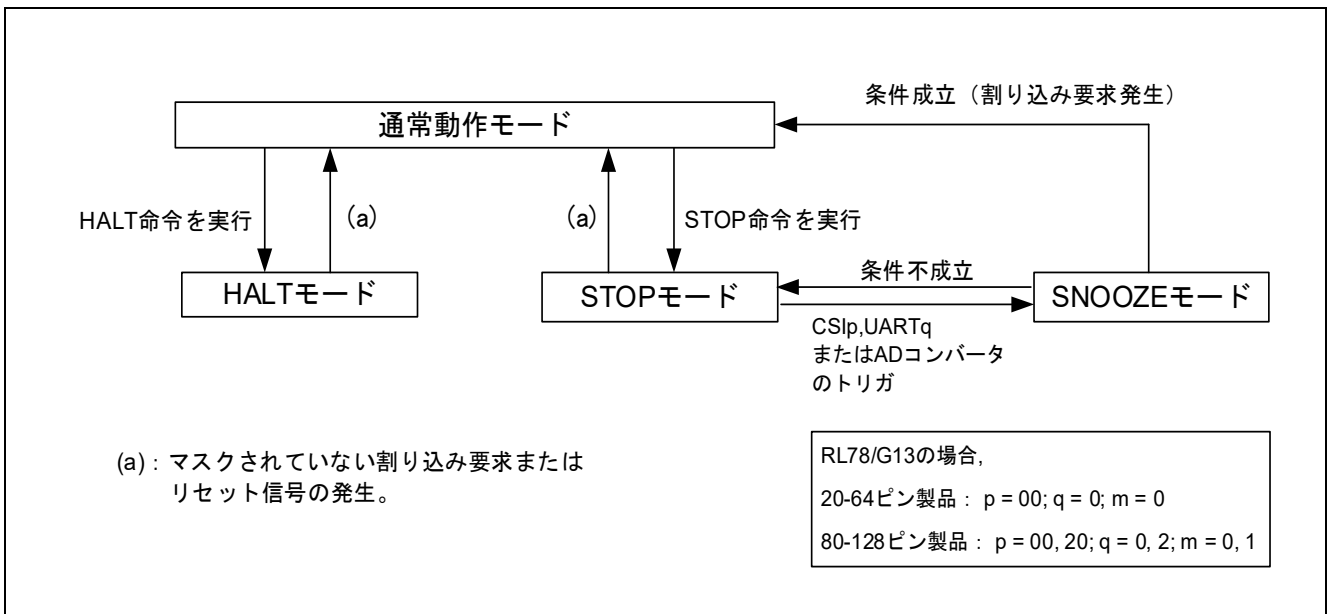 条件成立（割り込み要求発生）
通常動作モード
HALT命令を実行
(a)
(a)
STOP命令を実行
HALTモード
STOPモード
条件不成立
SNOOZEモード
CSIp,UARTq
またはADコンバータ
のトリガ
(a)：マスクされていない割り込み要求または
リセット信号の発生。
RL78/G13の場合,
20-64ピン製品： p = 00; q = 0; m = 0
80-128ピン製品： p = 00, 20; q = 0, 2; m = 0, 1